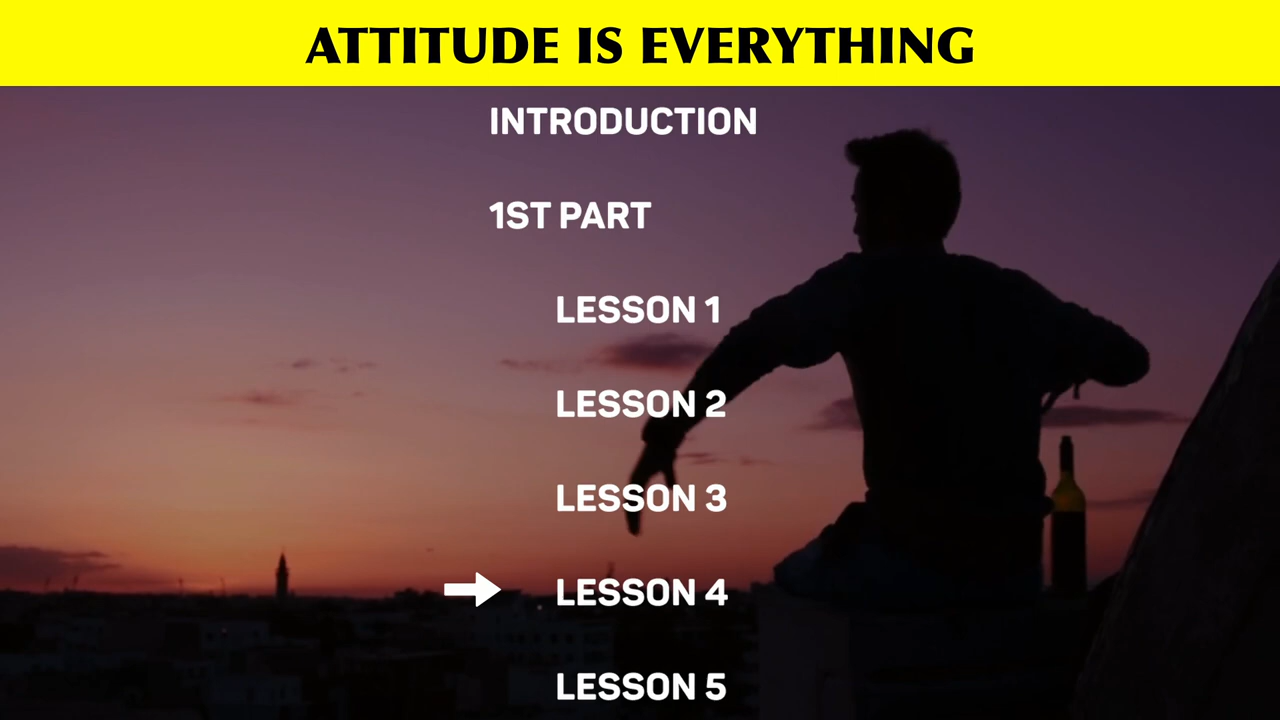 ATTITUDE IS EVERYTHING
INTRODUCTION
1ST PART
LESSON 1
LESSON 2
LESSON 3
LESSON 4
LESSON 5